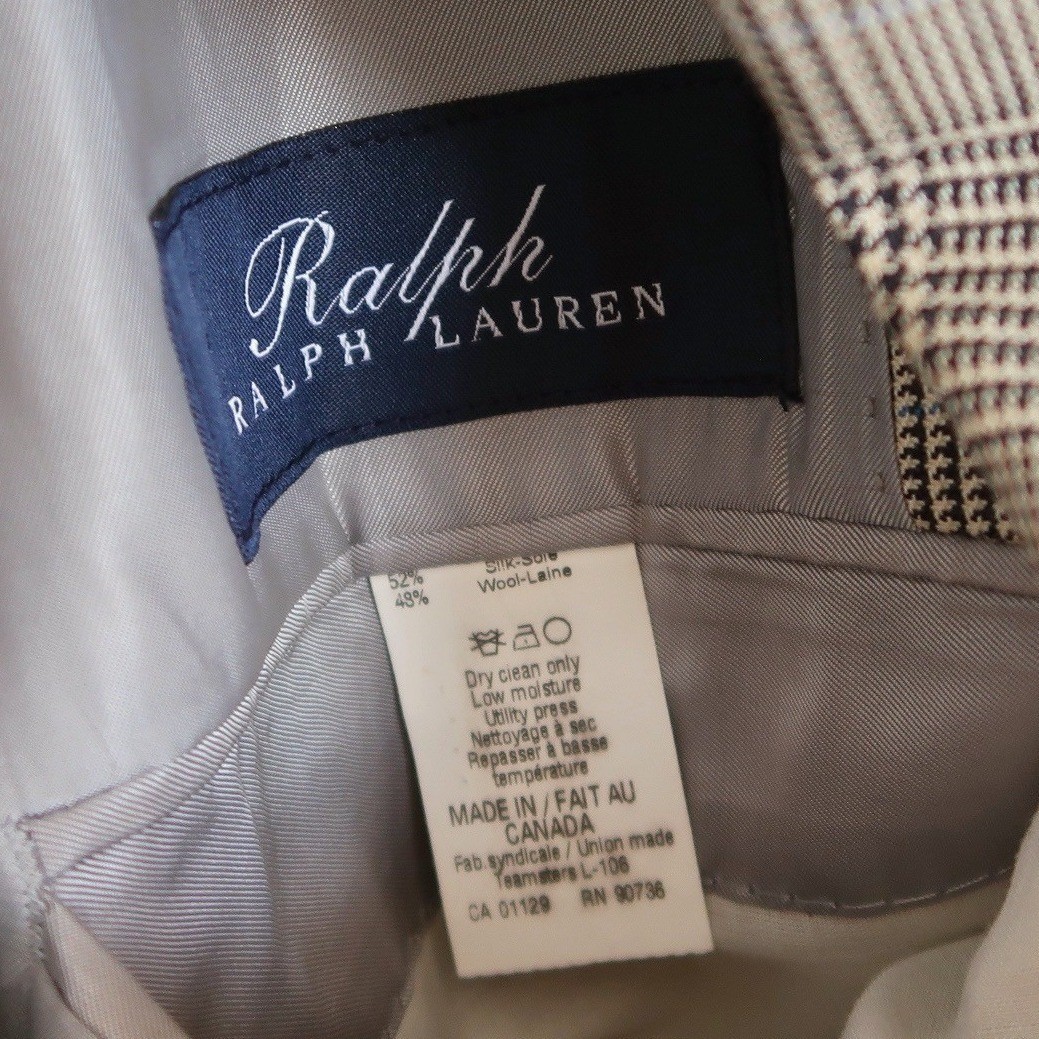 Ralph
RALPH LAUREN
52% Silk-Soie
48% Wool-Laine
Dry clean only
Low moisture
Utility press
Nettoyage à sec
Repasser à basse
température
MADE IN / FAIT AU
CANADA
Fab.syndicale / Union made
Teamsters L-106
CA 01129 RN 90736